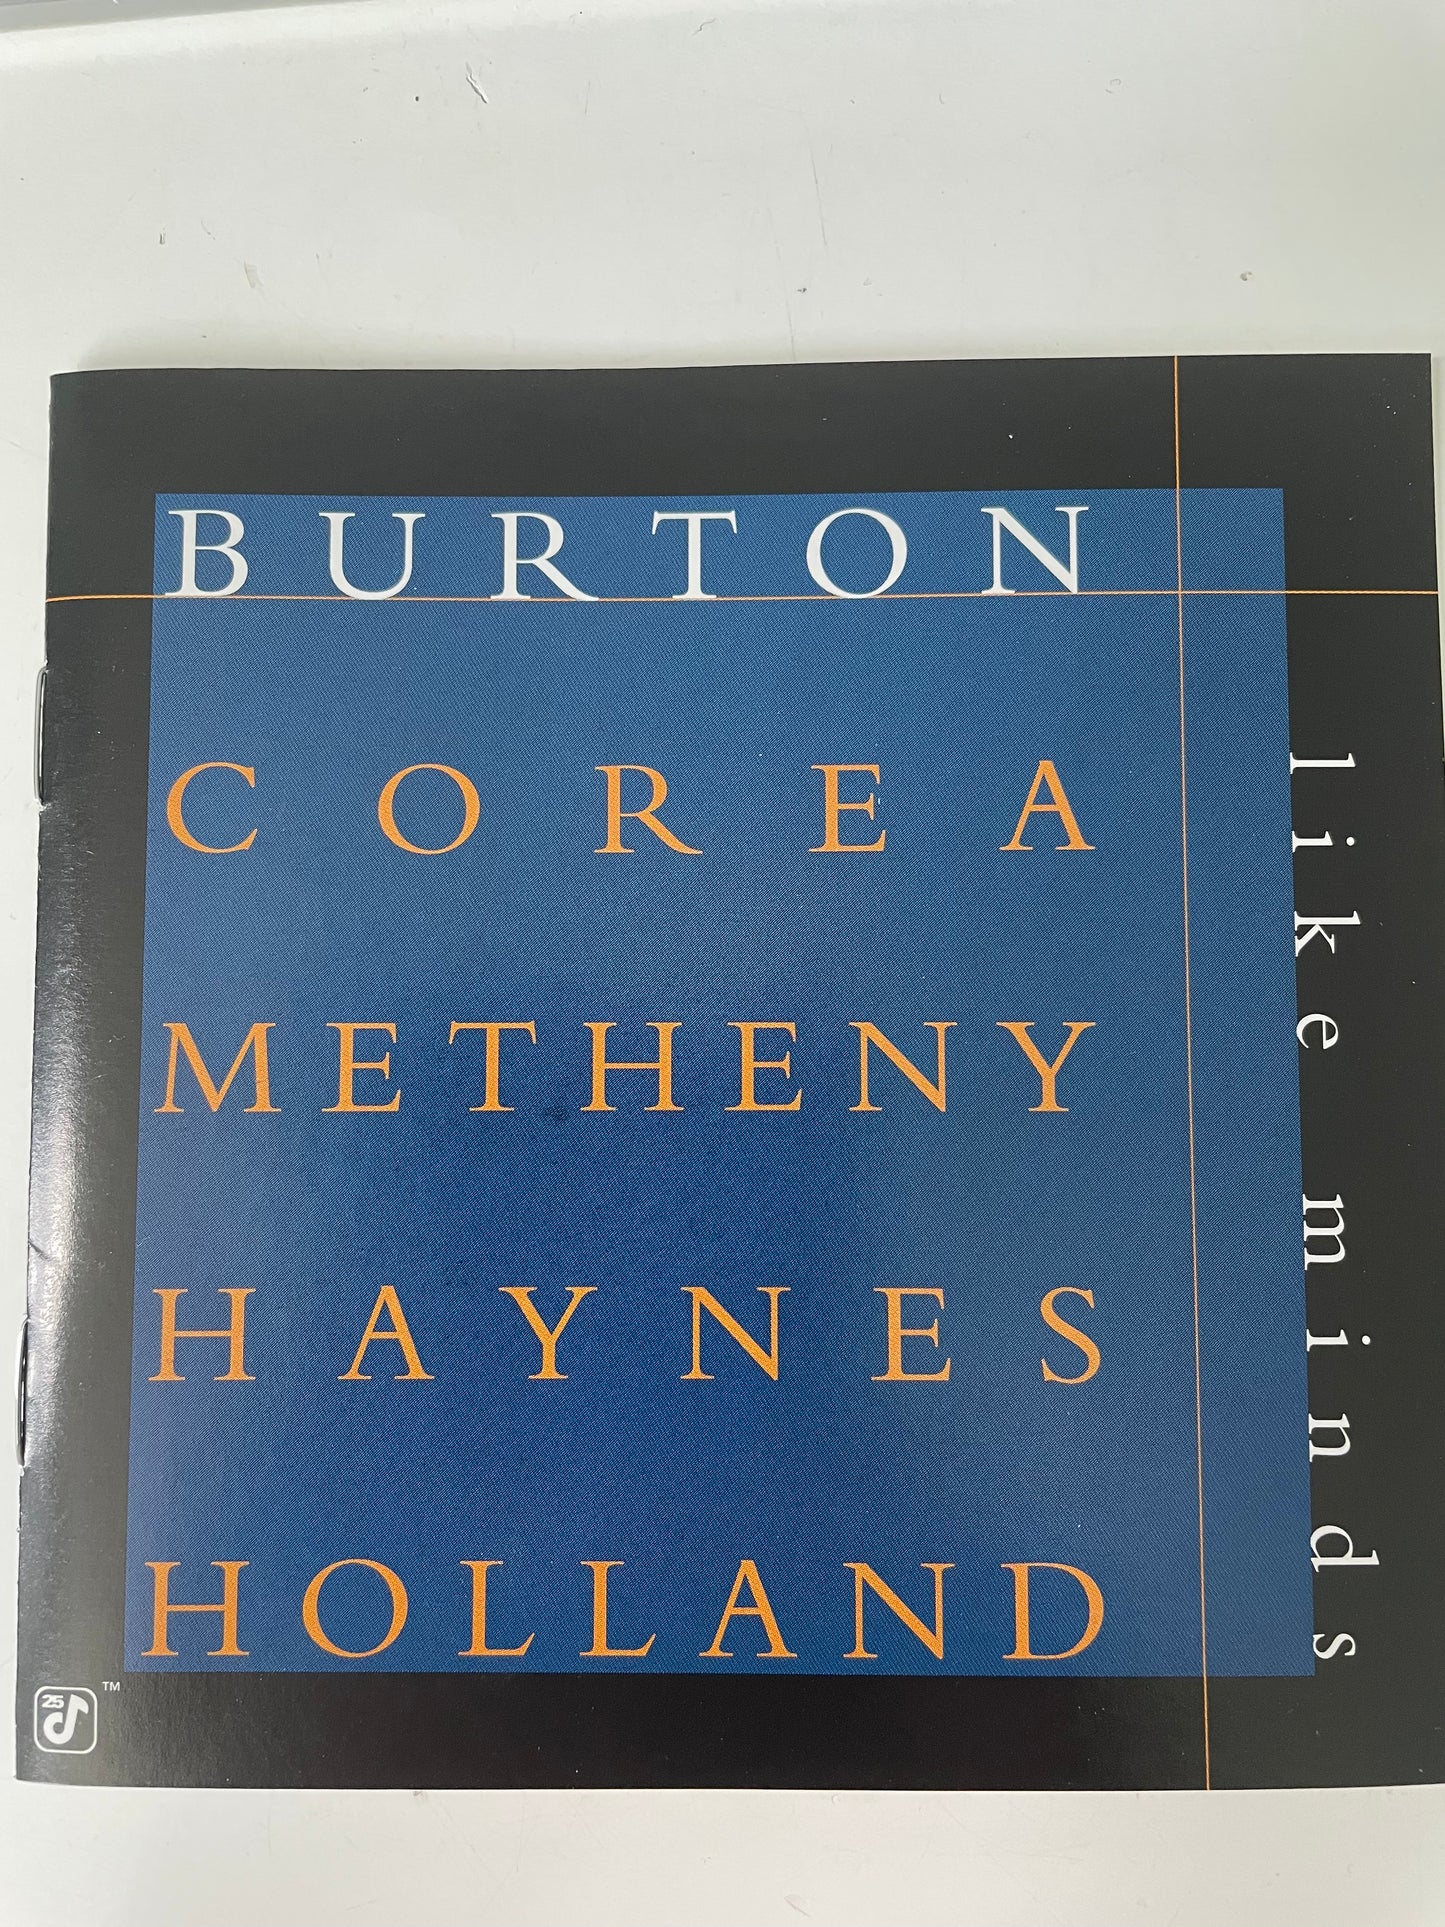 BURTON
COREA
METHENY
HAYNES
HOLLAND
like minds
25
TM